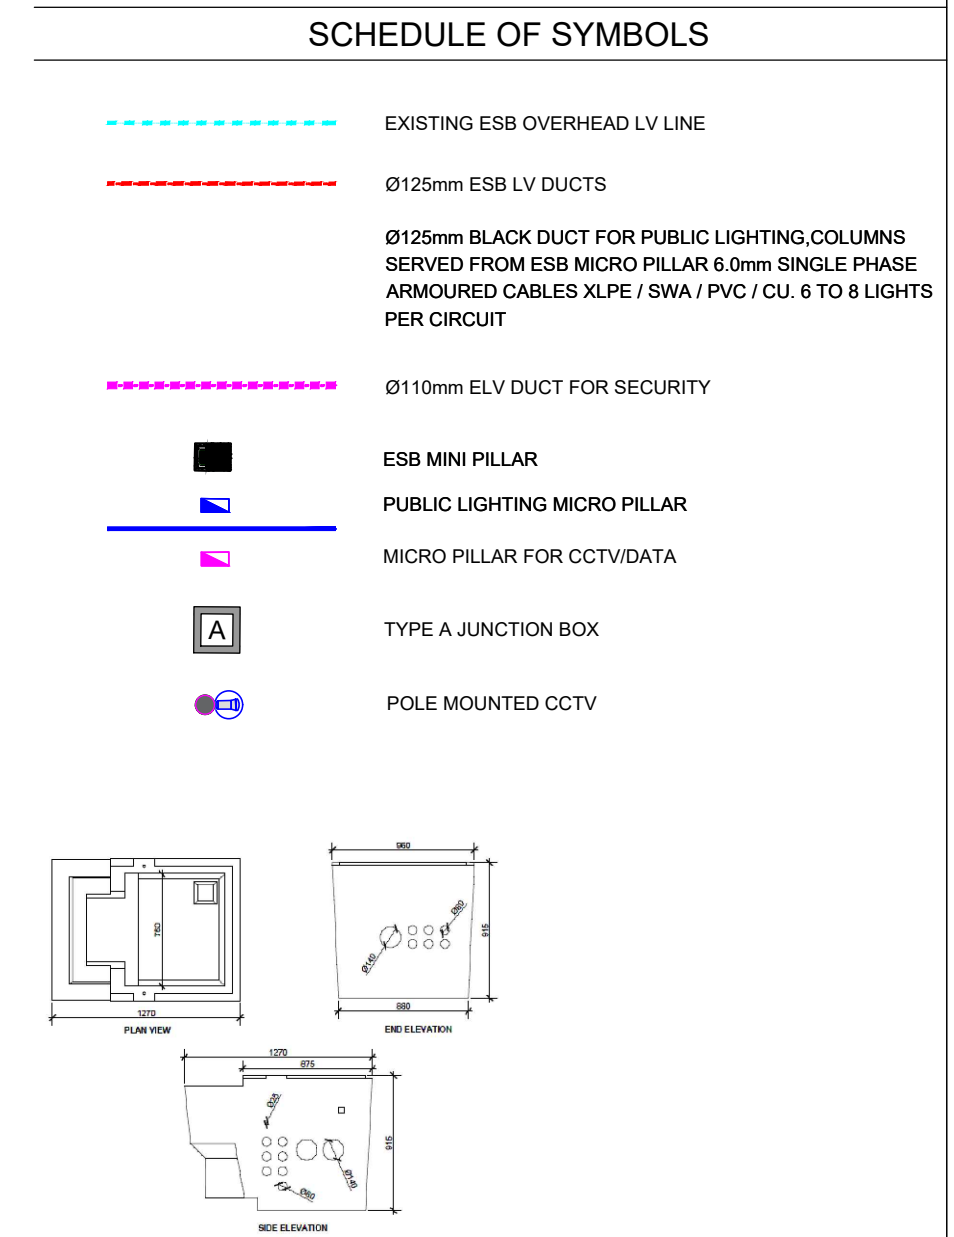 SCHEDULE OF SYMBOLS
EXISTING ESB OVERHEAD LV LINE
Ø125mm ESB LV DUCTS
Ø125mm BLACK DUCT FOR PUBLIC LIGHTING,COLUMNS
SERVED FROM ESB MICRO PILLAR 6.0mm SINGLE PHASE
ARMOURED CABLES XLPE / SWA / PVC / CU. 6 TO 8 LIGHTS
PER CIRCUIT
Ø110mm ELV DUCT FOR SECURITY
ESB MINI PILLAR
PUBLIC LIGHTING MICRO PILLAR
MICRO PILLAR FOR CCTV/DATA
A
TYPE A JUNCTION BOX
POLE MOUNTED CCTV
760
1270
PLAN VIEW
960
Ø60
915
Ø140
880
END ELEVATION
1270
875
Ø25
915
Ø140
Ø60
SIDE ELEVATION